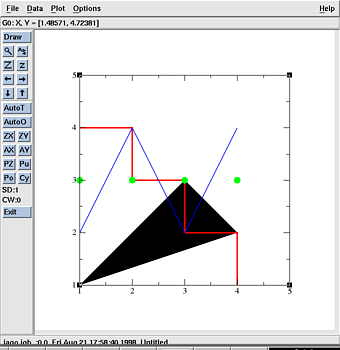 File Data Plot Options Help
G0: X, Y = [1.48571, 4.72381]
Draw
Z z
AutoT
AutoO
ZX ZY
AX AY
PZ Pu
Po Cy
SD:1
CW:0
Exit
5
4
3
2
1
1 2 3 4 5
jago.job, :0.0, Fri Aug 21 17:58:40 1998, Untitled